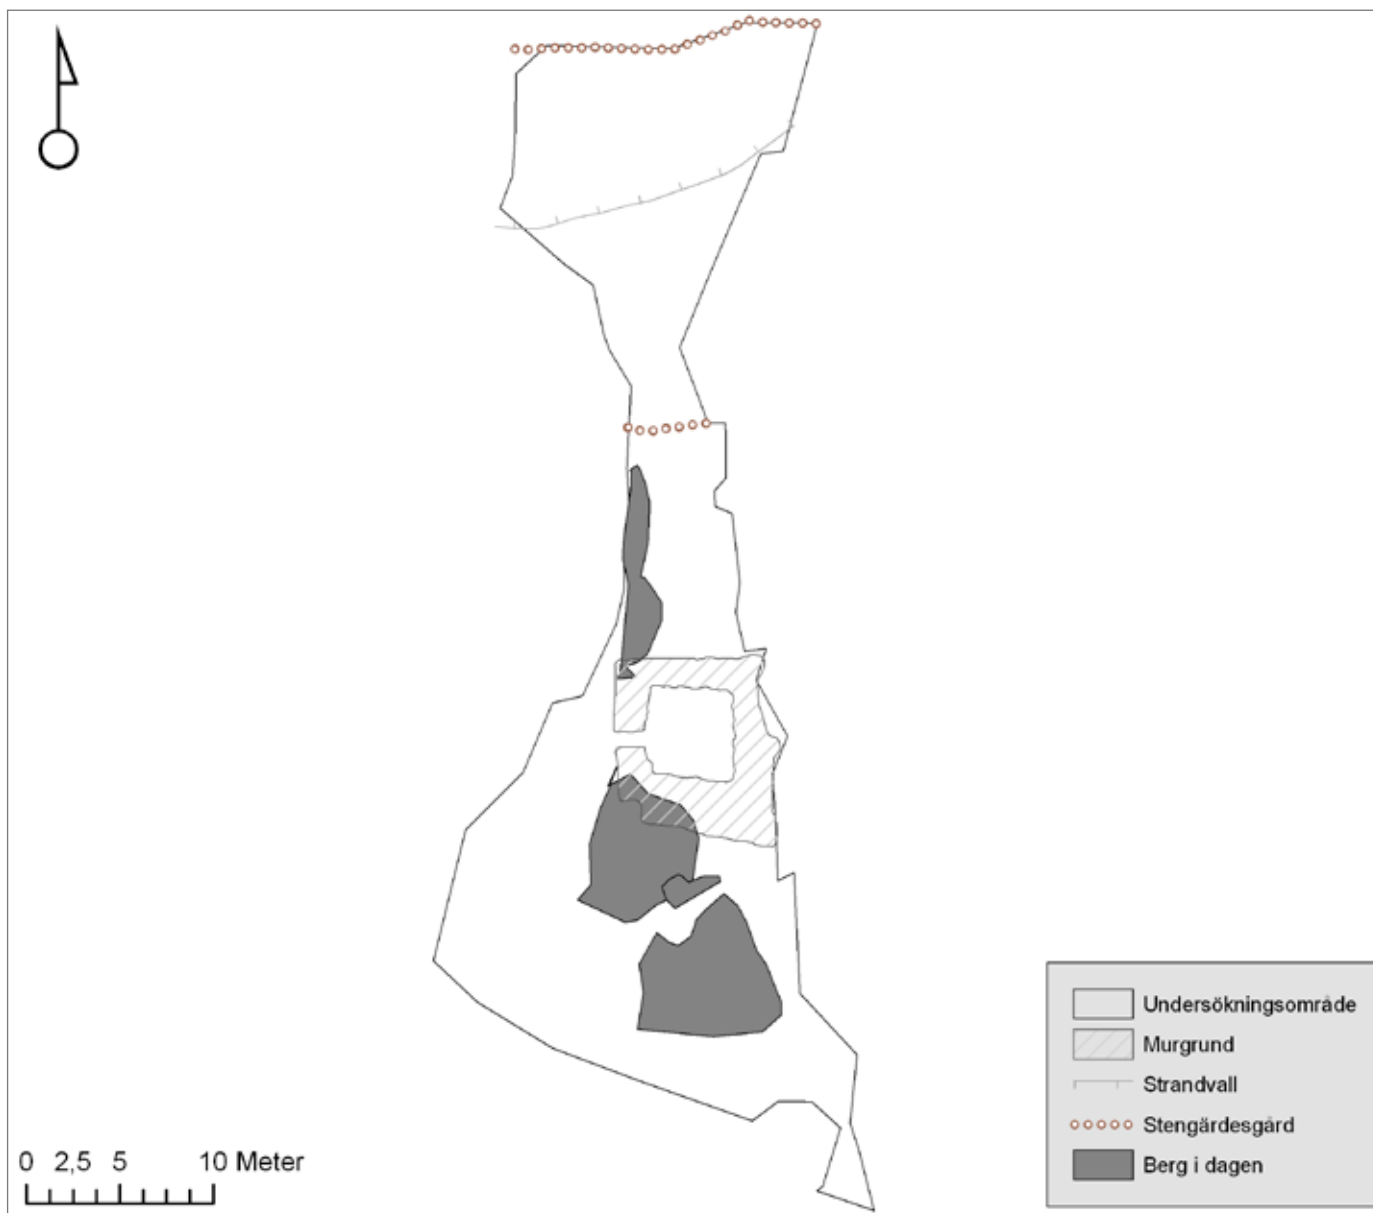 Undersökningsområde
Murgrund
Strandvall
Stengärdesgård
Berg i dagen
0 2,5 5 10 Meter